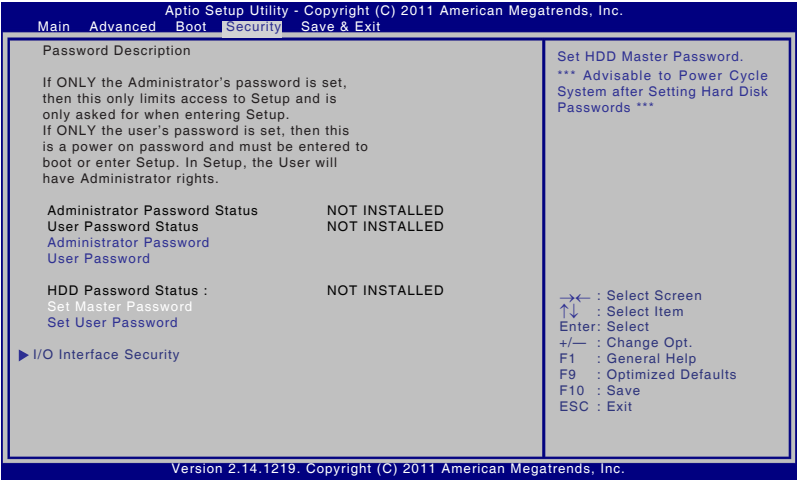 Aptio Setup Utility - Copyright (C) 2011 American Megatrends, Inc.
Main Advanced Boot Security Save & Exit
Password Description
If ONLY the Administrator's password is set,
then this only limits access to Setup and is
only asked for when entering Setup.
If ONLY the user's password is set, then this
is a power on password and must be entered to
boot or enter Setup. In Setup, the User will
have Administrator rights.
Administrator Password Status NOT INSTALLED
User Password Status NOT INSTALLED
Administrator Password
User Password
HDD Password Status : NOT INSTALLED
Set Master Password
Set User Password
I/O Interface Security
Set HDD Master Password.
*** Advisable to Power Cycle
System after Setting Hard Disk
Passwords ***
→← : Select Screen
↑↓ : Select Item
Enter: Select
+/— : Change Opt.
F1 : General Help
F9 : Optimized Defaults
F10 : Save
ESC : Exit
Version 2.14.1219. Copyright (C) 2011 American Megatrends, Inc.